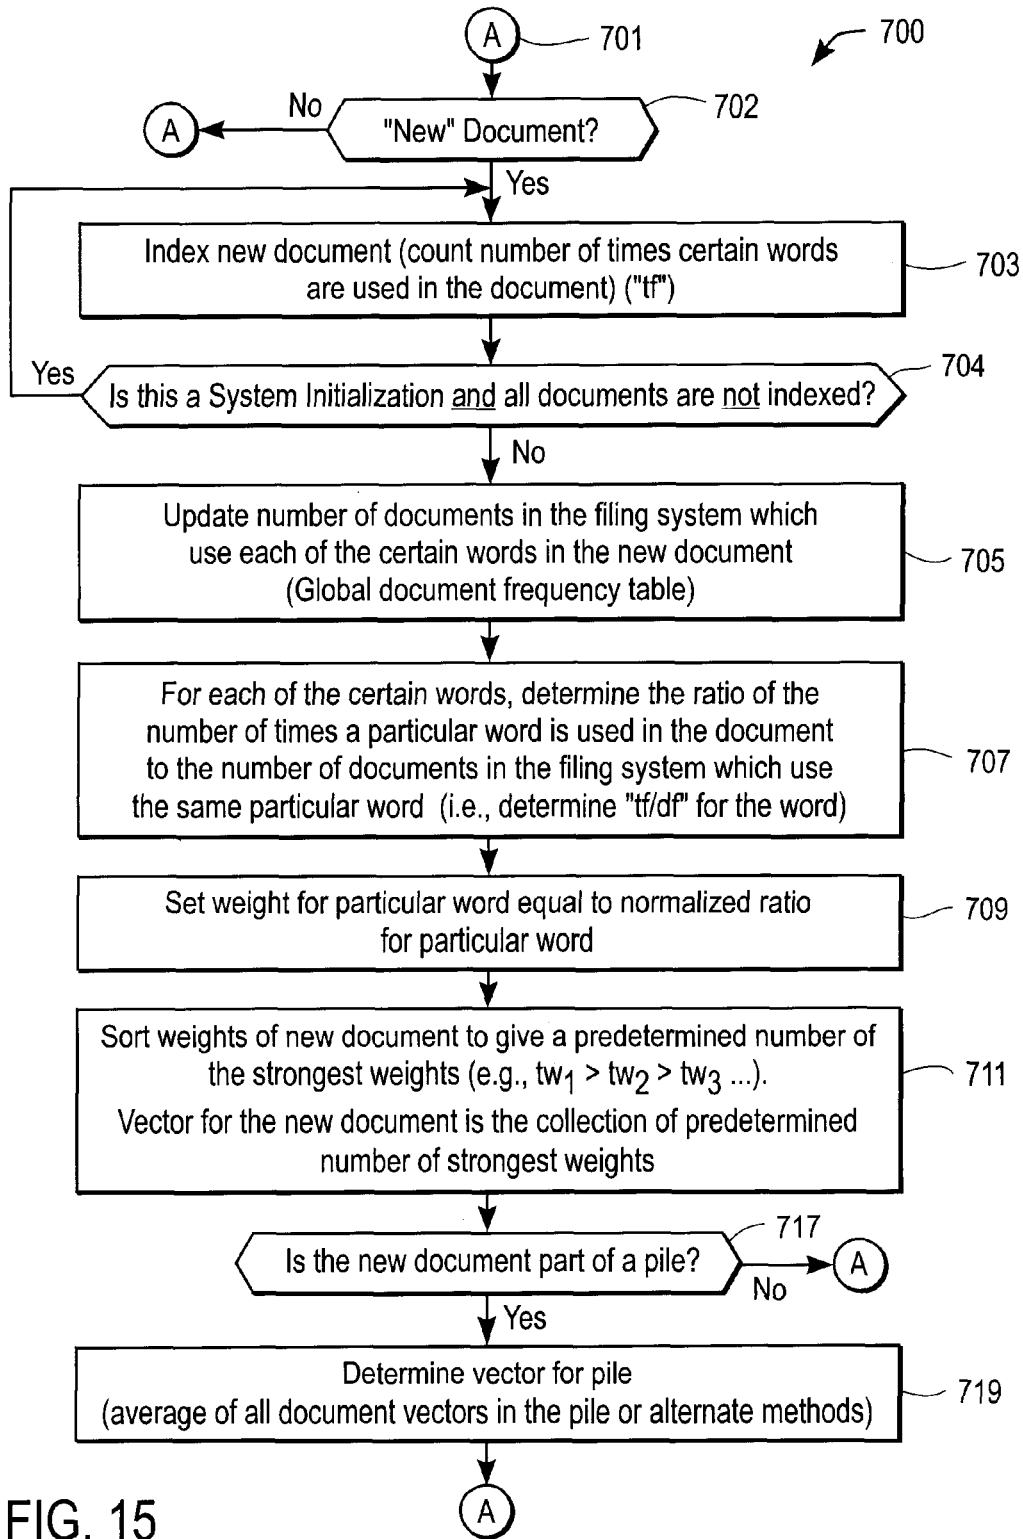 A
701
700
No
A
"New" Document?
702
Yes
Index new document (count number of times certain words
are used in the document) ("tf")
703
Yes
Is this a System Initialization and all documents are not indexed?
704
No
Update number of documents in the filing system which
use each of the certain words in the new document
(Global document frequency table)
705
For each of the certain words, determine the ratio of the
number of times a particular word is used in the document
to the number of documents in the filing system which use
the same particular word (i.e., determine "tf/df" for the word)
707
Set weight for particular word equal to normalized ratio
for particular word
709
Sort weights of new document to give a predetermined number of
the strongest weights (e.g., tw1 > tw2 > tw3 ...).
Vector for the new document is the collection of predetermined
number of strongest weights
711
Is the new document part of a pile?
717
No
A
Yes
Determine vector for pile
(average of all document vectors in the pile or alternate methods)
719
A
FIG. 15